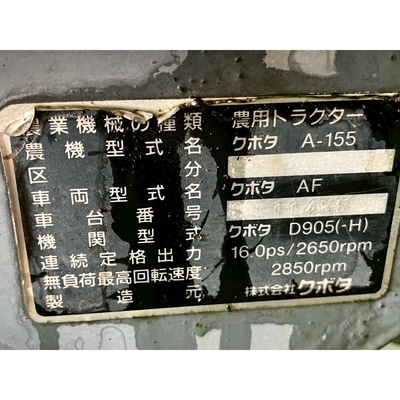 農業機械の種類 農用トラクター
農機型式名 クボタ A-155
区分
車両型式名 クボタ AF
車台番号
機関型式 クボタ D905(-H)
連続定格出力 16.0ps/2650rpm
無負荷最高回転速度 2850rpm
製造元 株式会社クボタ